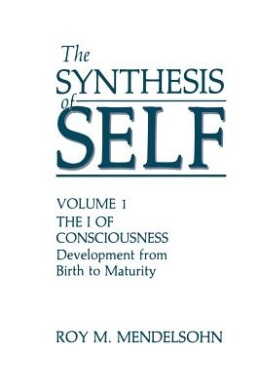 The
SYNTHESIS
of
SELF
VOLUME 1
THE I OF
CONSCIOUSNESS
Development from
Birth to Maturity
ROY M. MENDELSOHN